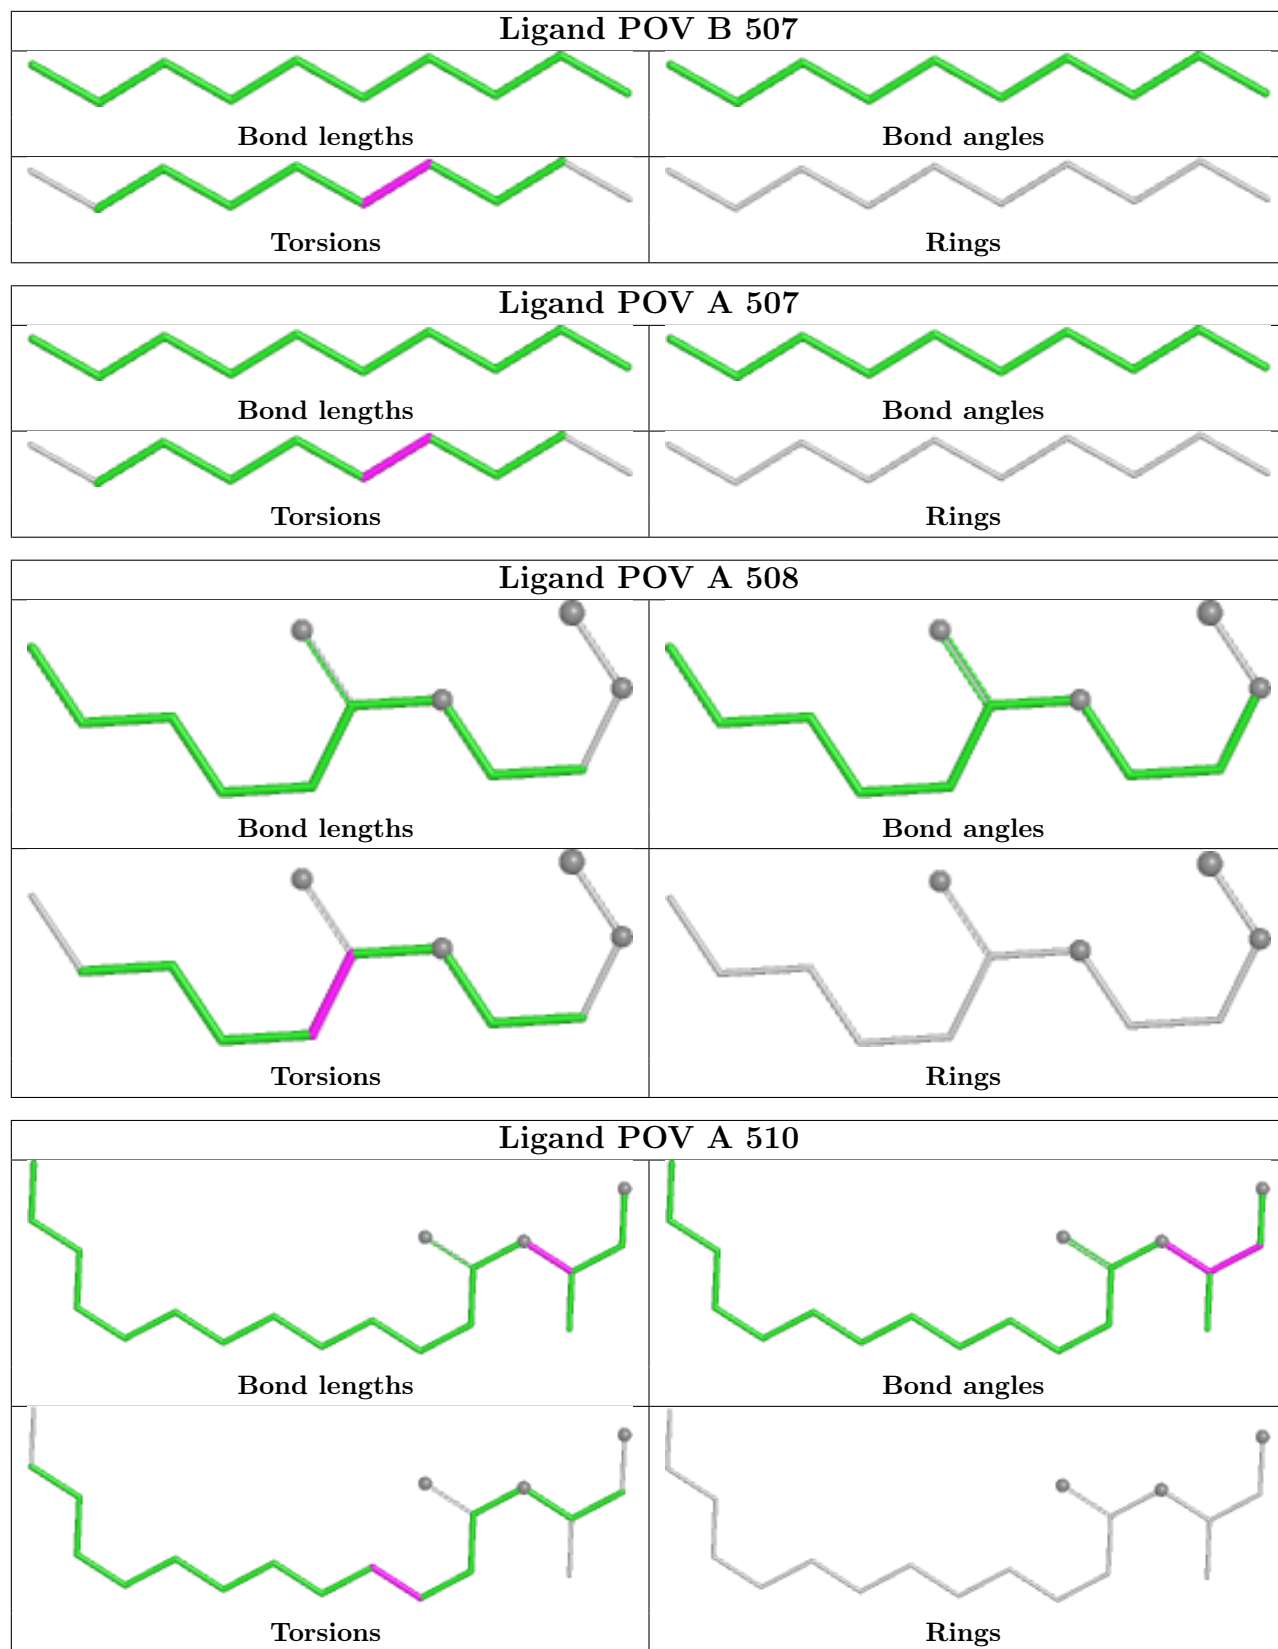 Ligand POV B 507
Bond lengths
Bond angles
Torsions
Rings
Ligand POV A 507
Bond lengths
Bond angles
Torsions
Rings
Ligand POV A 508
Bond lengths
Bond angles
Torsions
Rings
Ligand POV A 510
Bond lengths
Bond angles
Torsions
Rings